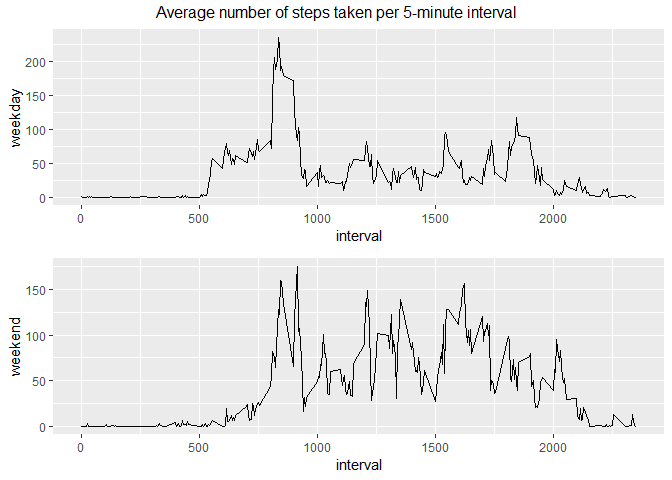 Average number of steps taken per 5-minute interval
200
150
100
50
0
weekday
0 500 1000 1500 2000
interval
150
100
50
0
weekend
0 500 1000 1500 2000
interval